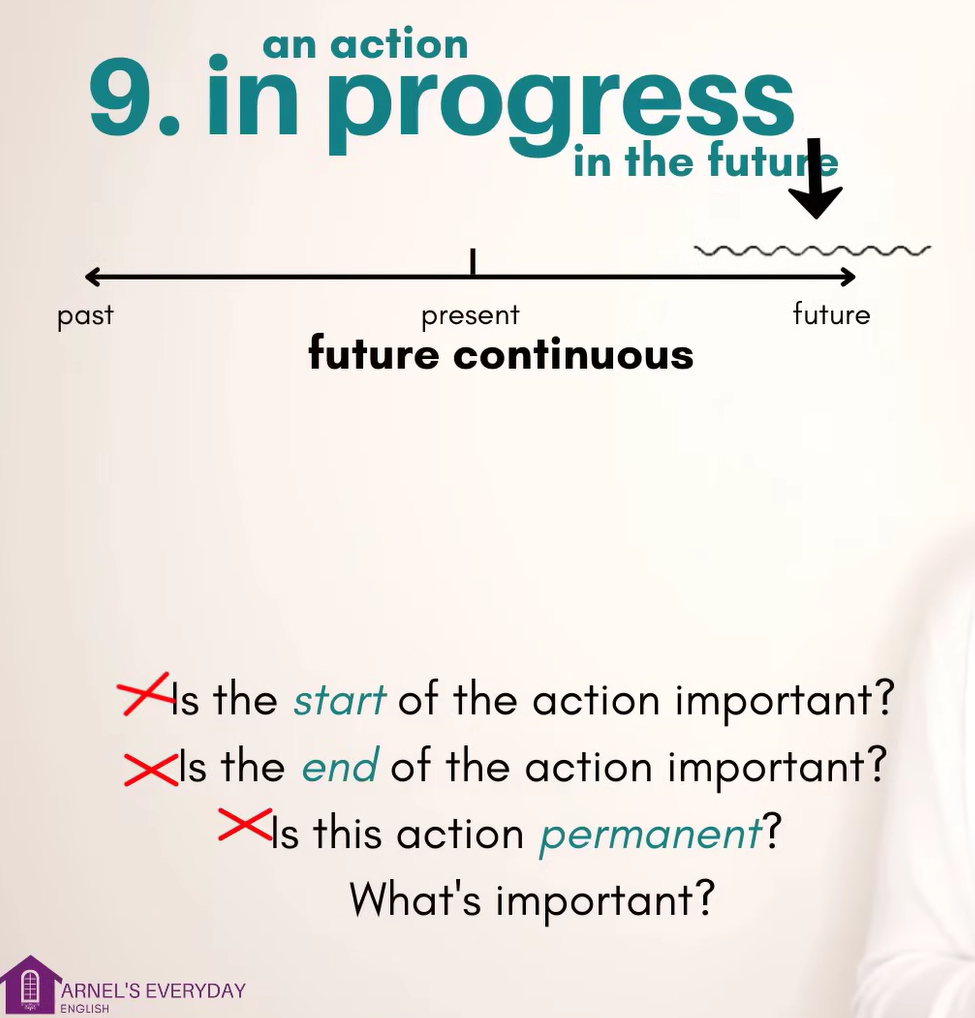 an action
9. in progress
in the future
past present future
future continuous
Is the start of the action important?
Is the end of the action important?
Is this action permanent?
What's important?
ARNEL'S EVERYDAY
ENGLISH